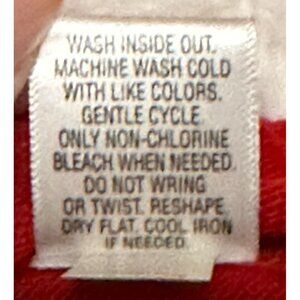 WASH INSIDE OUT.
MACHINE WASH COLD
WITH LIKE COLORS.
GENTLE CYCLE.
ONLY NON-CHLORINE
BLEACH WHEN NEEDED.
DO NOT WRING
OR TWIST. RESHAPE.
DRY FLAT. COOL IRON
IF NEEDED.